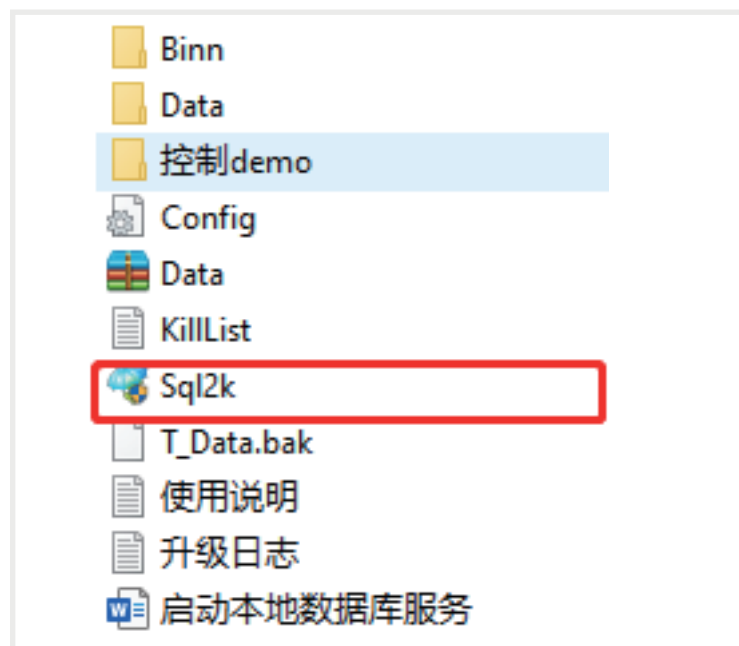 Binn
Data
控制demo
Config
Data
KillList
Sql2k
T_Data.bak
使用说明
升级日志
启动本地数据库服务